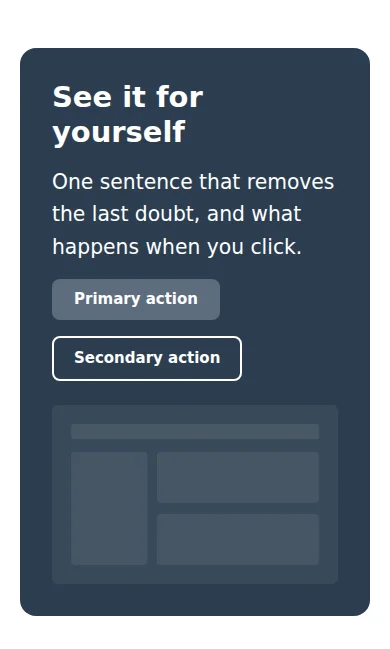 See it for
yourself
One sentence that removes
the last doubt, and what
happens when you click.
Primary action
Secondary action